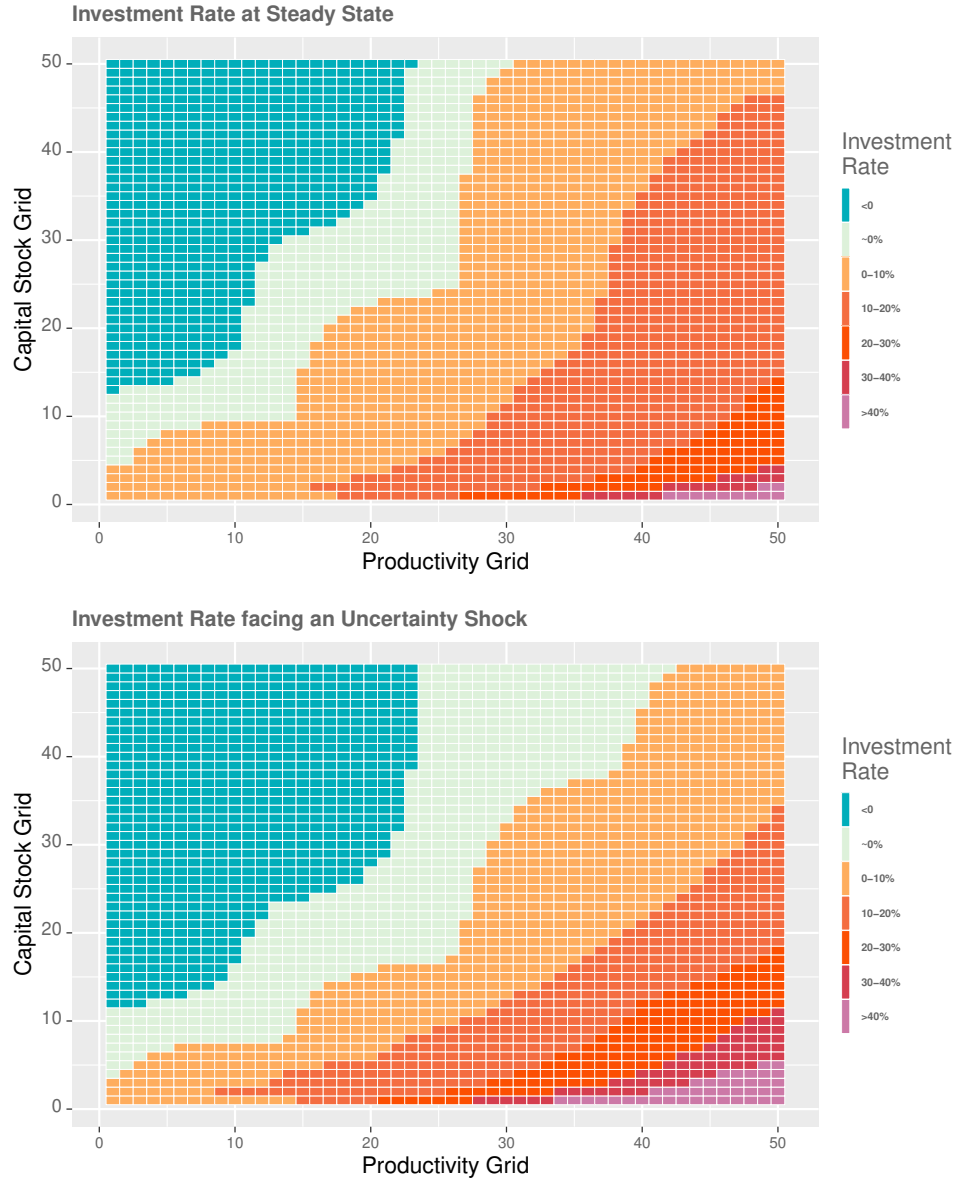 Investment Rate at Steady State
50
40
30
20
10
0
Capital Stock Grid
0 10 20 30 40 50
Productivity Grid
Investment
Rate
<0
~0%
0−10%
10−20%
20−30%
30−40%
>40%
Investment Rate facing an Uncertainty Shock
50
40
30
20
10
0
Capital Stock Grid
0 10 20 30 40 50
Productivity Grid
Investment
Rate
<0
~0%
0−10%
10−20%
20−30%
30−40%
>40%